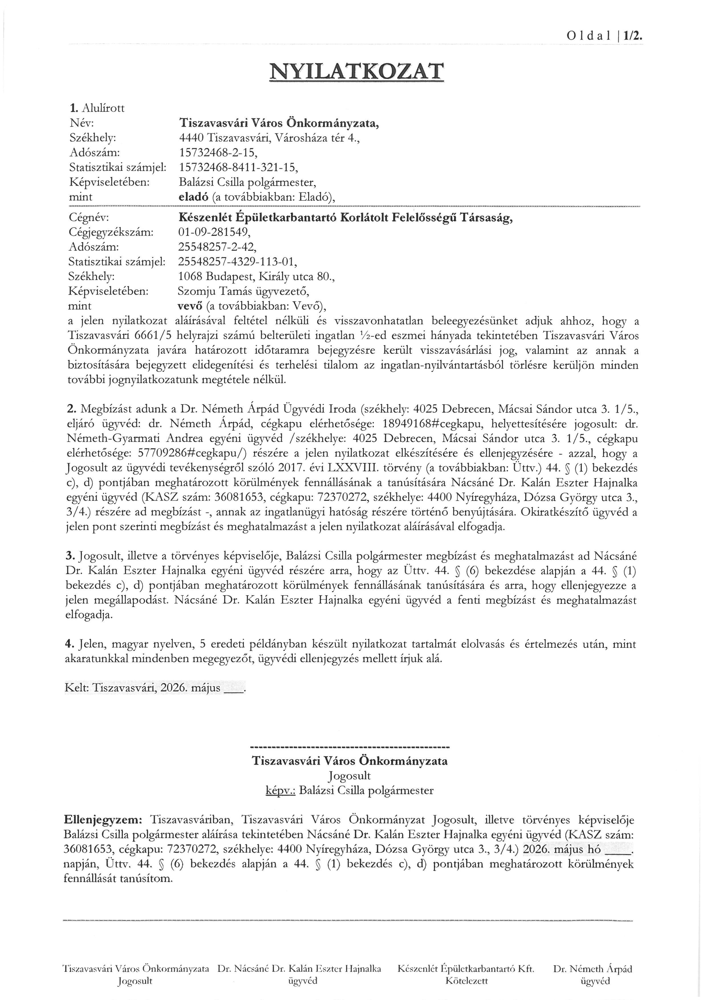 Oldal | 1/2.
NYILATKOZAT
1. Alulírott
Név: Tiszavasvári Város Önkormányzata,
Székhely: 4440 Tiszavasvári, Városháza tér 4.,
Adószám: 15732468-2-15,
Statisztikai számjel: 15732468-8411-321-15,
Képviseletében: Balázsi Csilla polgármester,
mint eladó (a továbbiakban: Eladó),
Cégnév: Készenlét Épületkarbantartó Korlátolt Felelősségű Társaság,
Cégjegyzékszám: 01-09-281549,
Adószám: 25548257-2-42,
Statisztikai számjel: 25548257-4329-113-01,
Székhely: 1068 Budapest, Király utca 80.,
Képviseletében: Szomju Tamás ügyvezető,
mint vevő (a továbbiakban: Vevő),
a jelen nyilatkozat aláírásával feltétel nélküli és visszavonhatatlan beleegyezésünket adjuk ahhoz, hogy a
Tiszavasvári 6661/5 helyrajzi számú belterületi ingatlan ½-ed eszmei hányada tekintetében Tiszavasvári Város
Önkormányzata javára határozott időtaramra bejegyzésre került visszavásárlási jog, valamint az annak a
biztosítására bejegyzett elidegenítési és terhelési tilalom az ingatlan-nyilvántartásból törlésre kerüljön minden
további jognyilatkozatunk megtétele nélkül.
2. Megbízást adunk a Dr. Németh Árpád Ügyvédi Iroda (székhely: 4025 Debrecen, Mácsai Sándor utca 3. 1/5.,
eljáró ügyvéd: dr. Németh Árpád, cégkapu elérhetősége: 18949168#cegkapu, helyettesítésére jogosult: dr.
Németh-Gyarmati Andrea egyéni ügyvéd /székhelye: 4025 Debrecen, Mácsai Sándor utca 3. 1/5., cégkapu
elérhetősége: 57709286#cegkapu/) részére a jelen nyilatkozat elkészítésére és ellenjegyzésére - azzal, hogy a
Jogosult az ügyvédi tevékenységről szóló 2017. évi LXXVIII. törvény (a továbbiakban: Üttv.) 44. § (1) bekezdés
c), d) pontjában meghatározott körülmények fennállásának a tanúsítására Nácsáné Dr. Kalán Eszter Hajnalka
egyéni ügyvéd (KASZ szám: 36081653, cégkapu: 72370272, székhelye: 4400 Nyíregyháza, Dózsa György utca 3.,
3/4.) részére ad megbízást -, annak az ingatlanügyi hatóság részére történő benyújtására. Okiratkészítő ügyvéd a
jelen pont szerinti megbízást és meghatalmazást a jelen nyilatkozat aláírásával elfogadja.
3. Jogosult, illetve a törvényes képviselője, Balázsi Csilla polgármester megbízást és meghatalmazást ad Nácsáné
Dr. Kalán Eszter Hajnalka egyéni ügyvéd részére arra, hogy az Üttv. 44. § (6) bekezdése alapján a 44. § (1)
bekezdés c), d) pontjában meghatározott körülmények fennállásának tanúsítására és arra, hogy ellenjegyezze a
jelen megállapodást. Nácsáné Dr. Kalán Eszter Hajnalka egyéni ügyvéd a fenti megbízást és meghatalmazást
elfogadja.
4. Jelen, magyar nyelven, 5 eredeti példányban készült nyilatkozat tartalmát elolvasás és értelmezés után, mint
akaratunkkal mindenben megegyezőt, ügyvédi ellenjegyzés mellett írjuk alá.
Kelt: Tiszavasvári, 2026. május ____.
--------------------------------------------
Tiszavasvári Város Önkormányzata
Jogosult
képv.: Balázsi Csilla polgármester
Ellenjegyzem: Tiszavasváriban, Tiszavasvári Város Önkormányzat Jogosult, illetve törvényes képviselője
Balázsi Csilla polgármester aláírása tekintetében Nácsáné Dr. Kalán Eszter Hajnalka egyéni ügyvéd (KASZ szám:
36081653, cégkapu: 72370272, székhelye: 4400 Nyíregyháza, Dózsa György utca 3., 3/4.) 2026. május hó _____.
napján, Üttv. 44. § (6) bekezdés alapján a 44. § (1) bekezdés c), d) pontjában meghatározott körülmények
fennállását tanúsítom.
Tiszavasvári Város Önkormányzata Dr. Nácsáné Dr. Kalán Eszter Hajnalka Készenlét Épületkarbantartó Kft. Dr. Németh Árpád
Jogosult ügyvéd Kötelezett ügyvéd